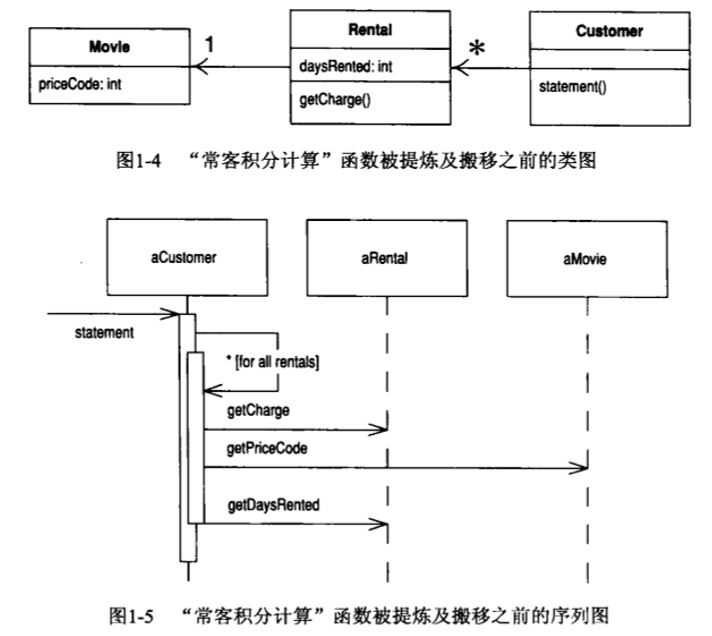 Movie
priceCode: int
1
Rental
daysRented: int
getCharge()
*
Customer
statement()
图1-4 “常客积分计算”函数被提炼及搬移之前的类图
aCustomer
aRental
aMovie
statement
* [for all rentals]
getCharge
getPriceCode
getDaysRented
图1-5 “常客积分计算”函数被提炼及搬移之前的序列图